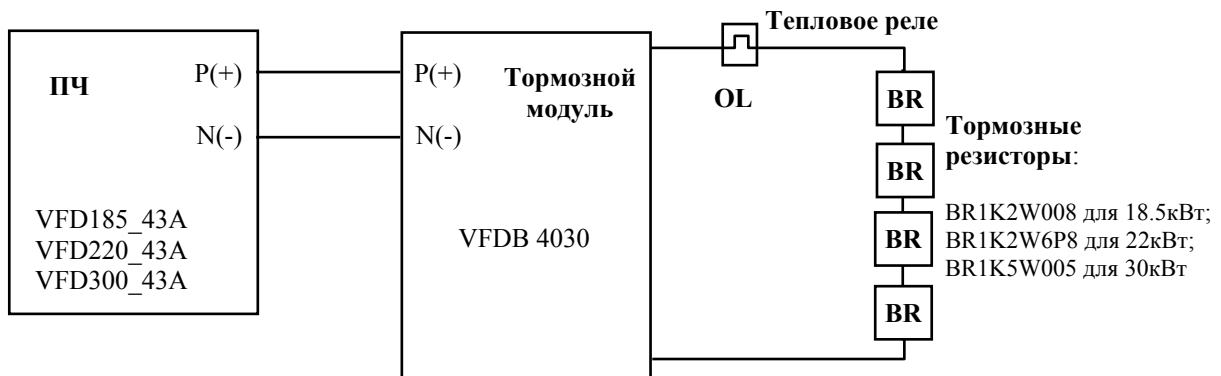 Тепловое реле
ПЧ
P(+)
N(-)
VFD185_43A
VFD220_43A
VFD300_43A
P(+)
N(-)
Тормозной
модуль
VFDB 4030
OL
BR
BR
BR
BR
Тормозные
резисторы:
BR1K2W008 для 18.5кВт;
BR1K2W6P8 для 22кВт;
BR1K5W005 для 30кВт